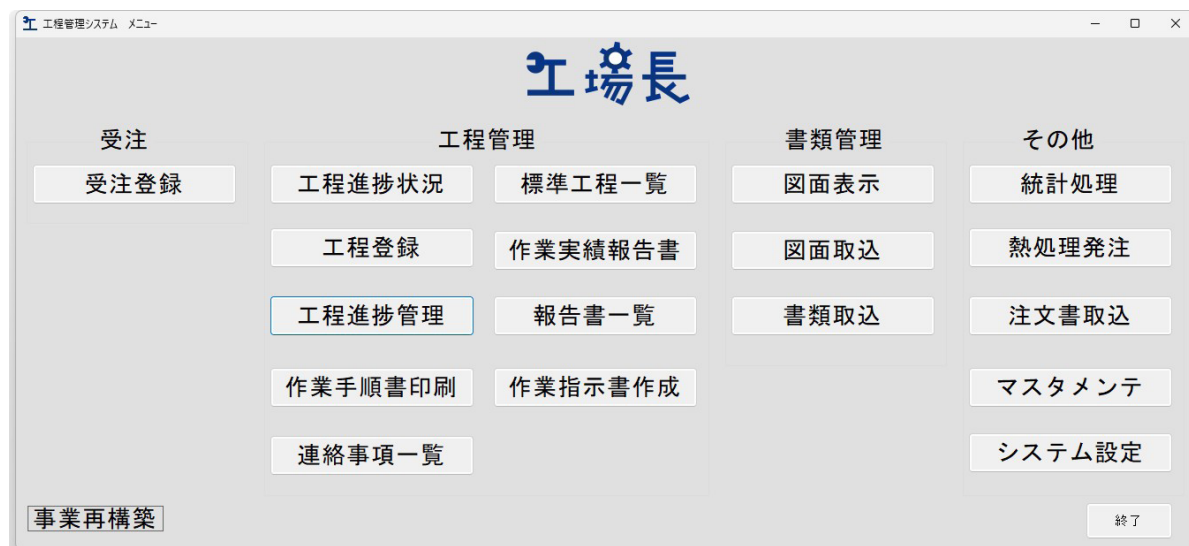 工程管理システム メニュー
工場長
受注
工程管理
書類管理
その他
受注登録
工程進捗状況
標準工程一覧
図面表示
統計処理
工程登録
作業実績報告書
図面取込
熱処理発注
工程進捗管理
報告書一覧
書類取込
注文書取込
作業手順書印刷
作業指示書作成
マスタメンテ
連絡事項一覧
システム設定
事業再構築
終了